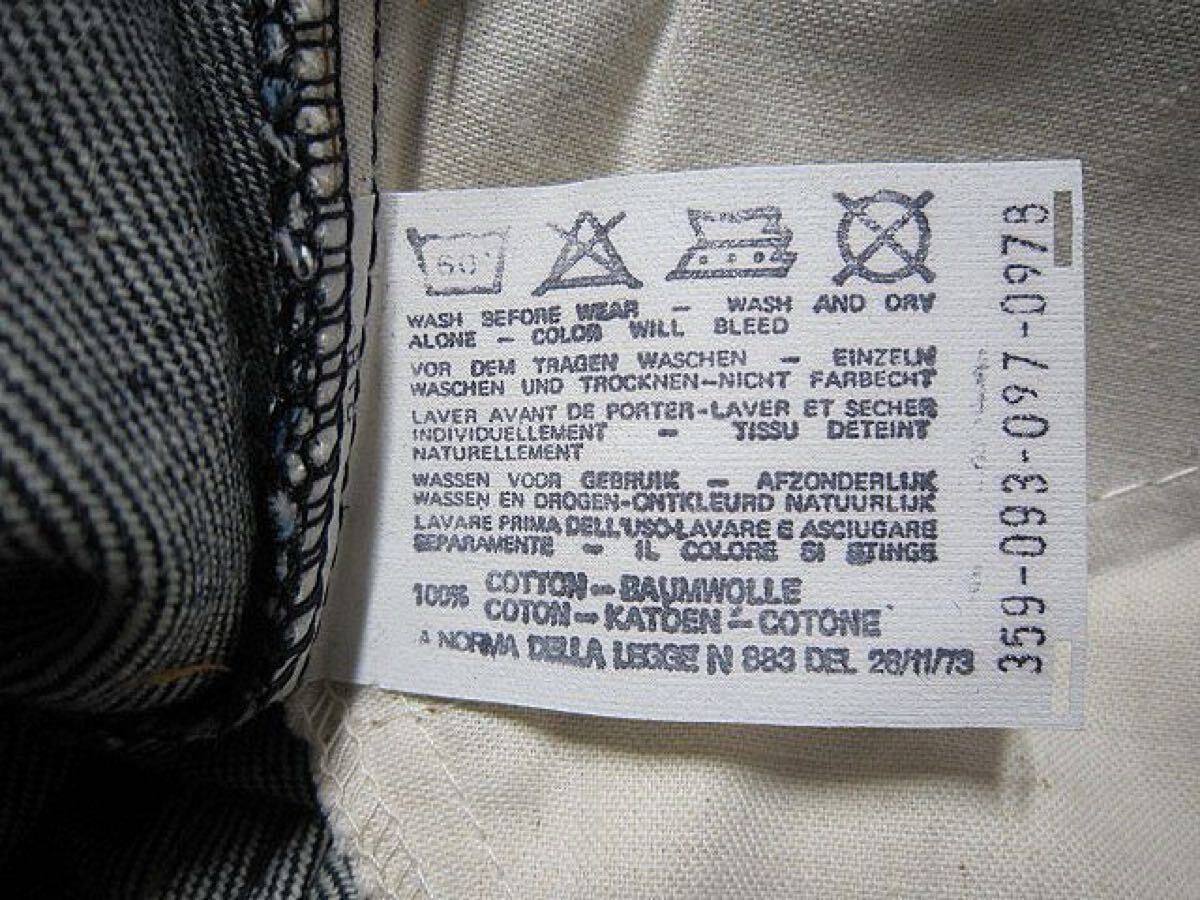 60°
WASH BEFORE WEAR — WASH AND DRY
ALONE — COLOR WILL BLEED
VOR DEM TRAGEN WASCHEN — EINZELN
WASCHEN UND TROCKNEN—NICHT FARBECHT
LAVER AVANT DE PORTER-LAVER ET SECHER
INDIVIDUELLEMENT — TISSU DETEINT
NATURELLEMENT
WASSEN VOOR GEBRUIK — AFZONDERLIJK
WASSEN EN DROGEN-ONTKLEURD NATUURLIJK
LAVARE PRIMA DELL'USO-LAVARE E ASCIUGARE
SEPARAMENTE — IL COLORE SI STINGE
100% COTTON—BAUMWOLLE
COTON—KATOEN—COTONE
A NORMA DELLA LEGGE N 883 DEL 26/11/73
359-093-097-0978